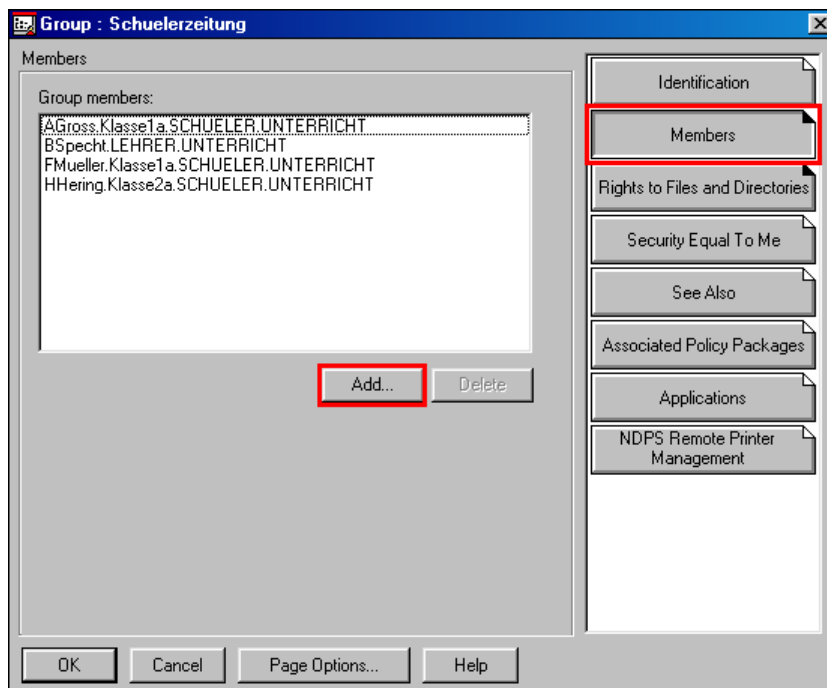 Group : Schuelerzeitung
Members
Group members:
AGross.Klasse1a.SCHUELER.UNTERRICHT
BSpecht.LEHRER.UNTERRICHT
FMueller.Klasse1a.SCHUELER.UNTERRICHT
HHering.Klasse2a.SCHUELER.UNTERRICHT
Add...
Delete
Identification
Members
Rights to Files and Directories
Security Equal To Me
See Also
Associated Policy Packages
Applications
NDPS Remote Printer
Management
OK
Cancel
Page Options...
Help